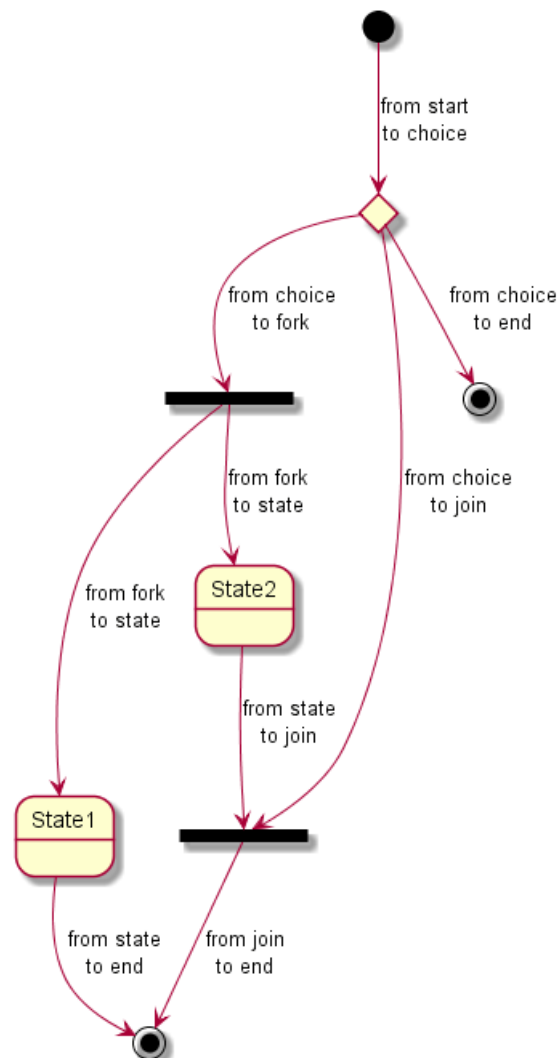 from start
to choice
from choice
to fork
from choice
to end
from fork
to state
from choice
to join
from fork
to state
State2
from state
to join
State1
from state
to end
from join
to end